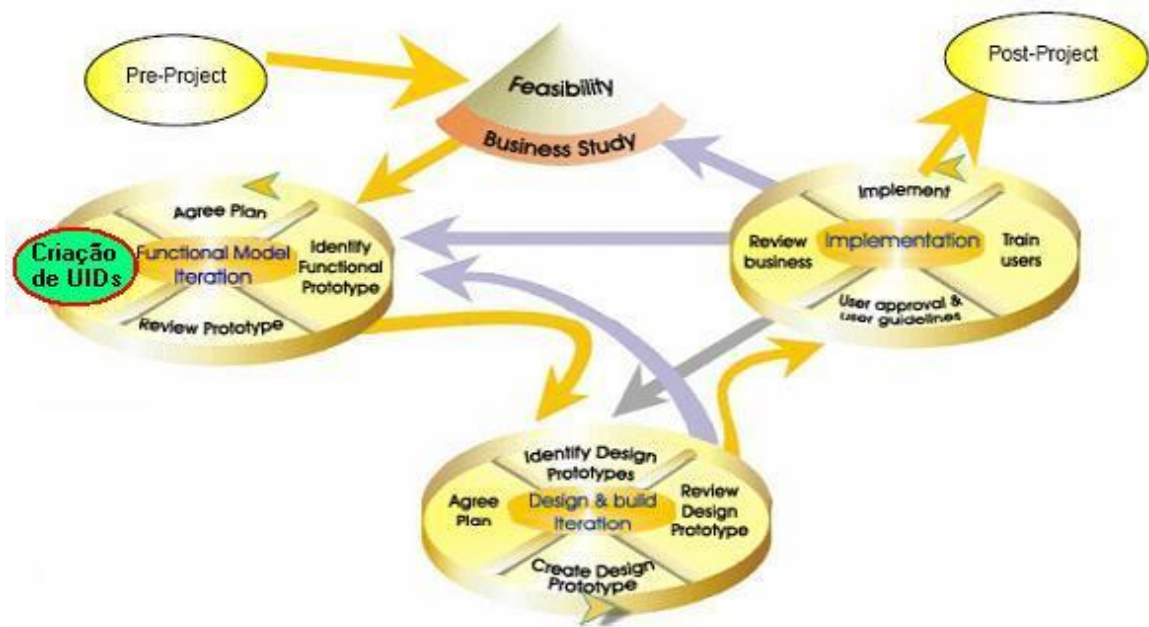 Pre-Project
Feasibility
Business Study
Post-Project
Agree Plan
Criação
de UIDs
Functional Model
Iteration
Identify
Functional
Prototype
Review Prototype
Implement
Review
business
Implementation
Train
users
User approval &
user guidelines
Identify Design
Prototypes
Agree
Plan
Design & build
Iteration
Review
Design
Prototype
Create Design
Prototype